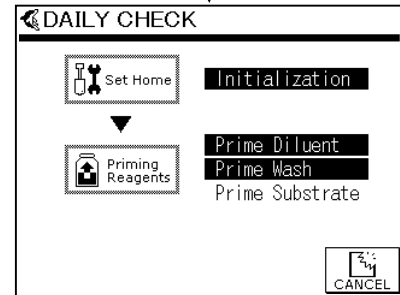 DAILY CHECK
Set Home
Initialization
Priming
Reagents
Prime Diluent
Prime Wash
Prime Substrate
CANCEL